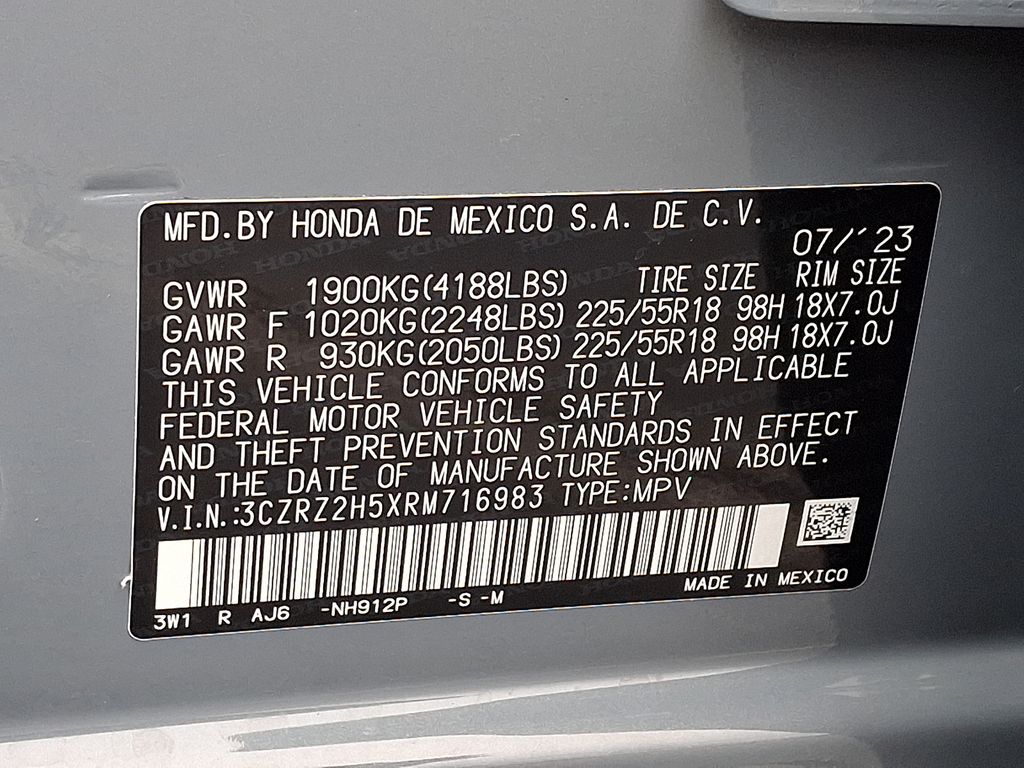 MFD.BY HONDA DE MEXICO S.A. DE C.V.
07/´23
GVWR 1900KG(4188LBS) TIRE SIZE RIM SIZE
GAWR F 1020KG(2248LBS) 225/55R18 98H 18X7.0J
GAWR R 930KG(2050LBS) 225/55R18 98H 18X7.0J
THIS VEHICLE CONFORMS TO ALL APPLICABLE
FEDERAL MOTOR VEHICLE SAFETY
AND THEFT PREVENTION STANDARDS IN EFFECT
ON THE DATE OF MANUFACTURE SHOWN ABOVE.
V.I.N.:3CZRZ2H5XRM716983 TYPE:MPV
MADE IN MEXICO
3W1 R AJ6 -NH912P -S -M